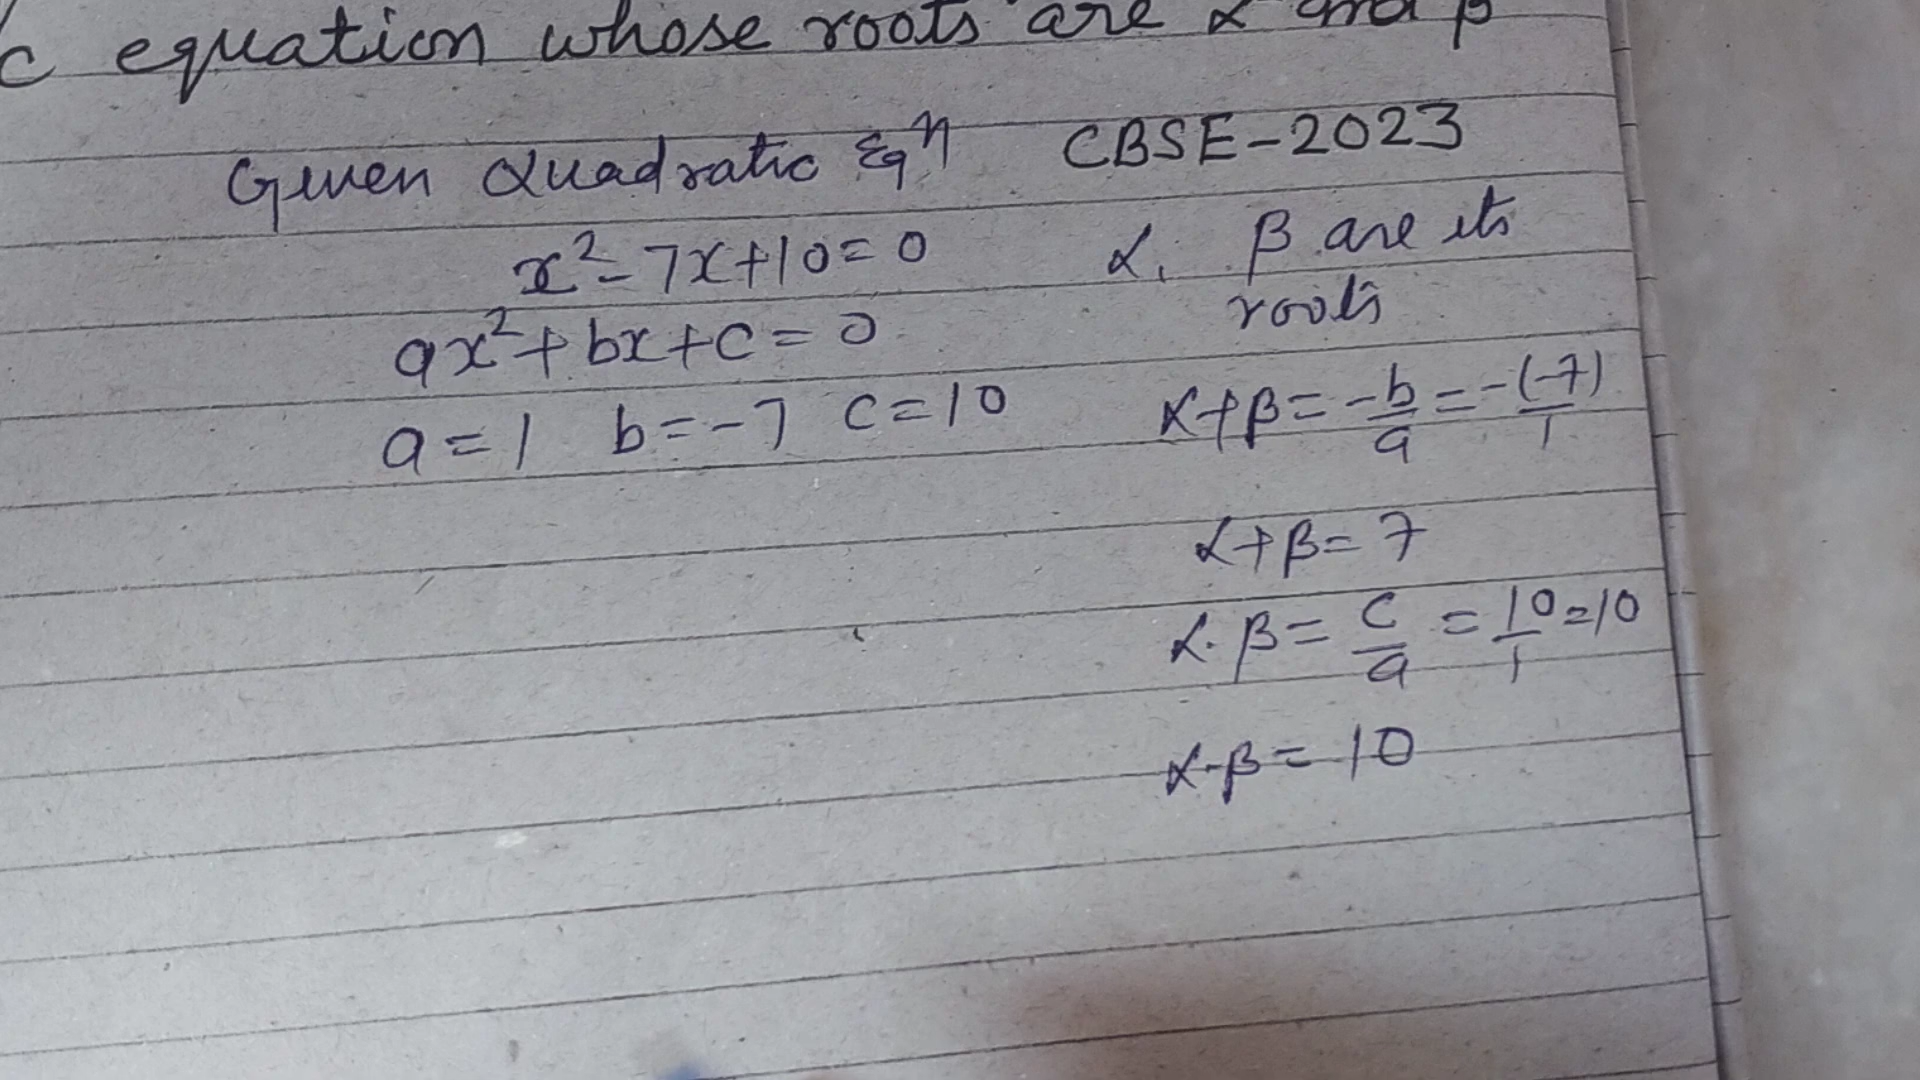 c equation whose roots are α and β
Given Quadratic Eqⁿ CBSE-2023
x² - 7x + 10 = 0 α, β are its
roots
ax² + bx + c = 0
a = 1 b = -7 c = 10 α + β = -b/a = -(-7)/1
α + β = 7
α . β = c/a = 10/1 = 10
α . β = 10